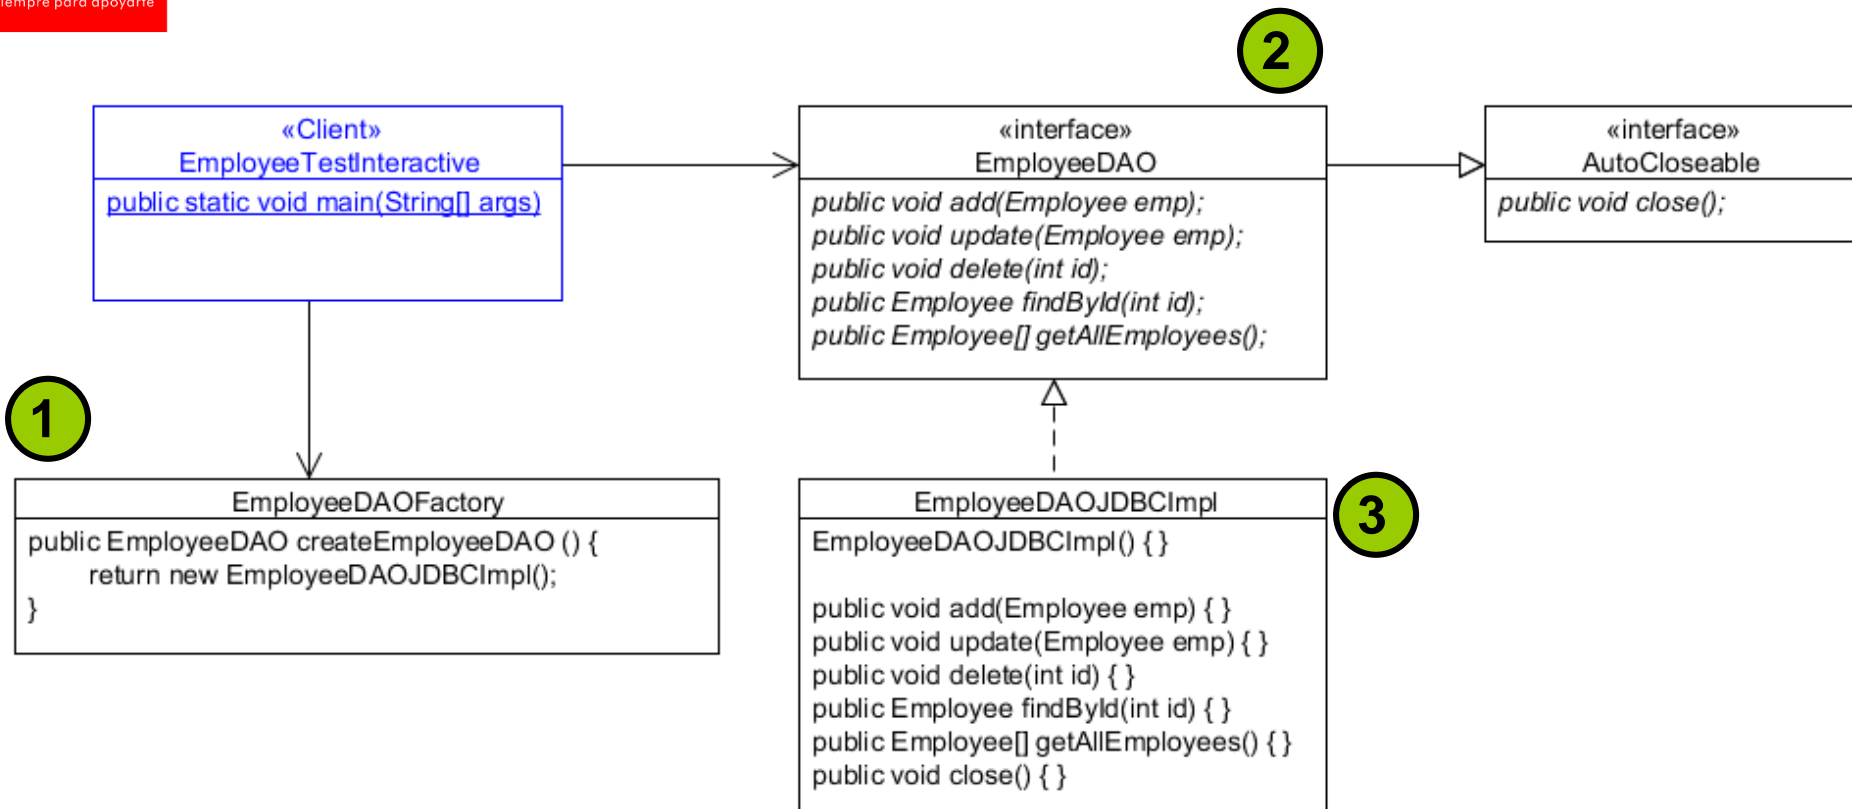 iempre para apoyarte
2
«Client»
EmployeeTestInteractive
public static void main(String[] args)
«interface»
EmployeeDAO
public void add(Employee emp);
public void update(Employee emp);
public void delete(int id);
public Employee findById(int id);
public Employee[] getAllEmployees();
«interface»
AutoCloseable
public void close();
1
EmployeeDAOFactory
public EmployeeDAO createEmployeeDAO () {
return new EmployeeDAOJDBCImpl();
}
EmployeeDAOJDBCImpl
EmployeeDAOJDBCImpl() { }
public void add(Employee emp) { }
public void update(Employee emp) { }
public void delete(int id) { }
public Employee findById(int id) { }
public Employee[] getAllEmployees() { }
public void close() { }
3